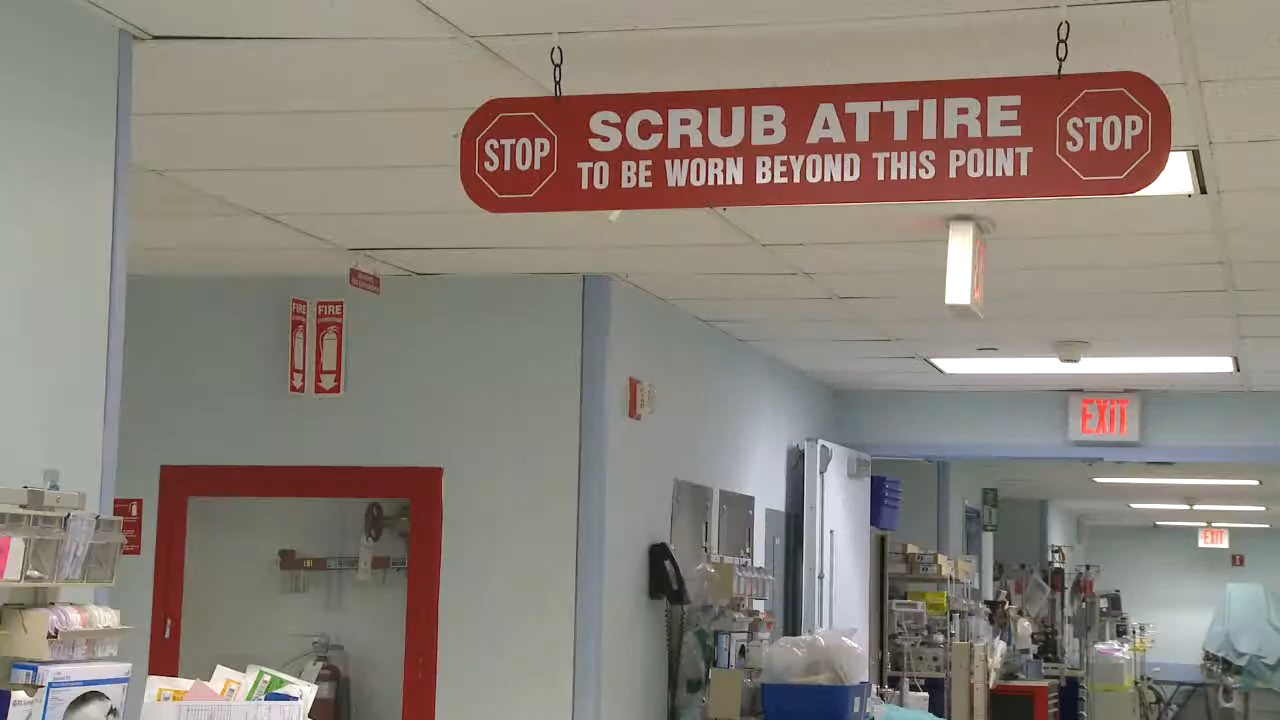 STOP
SCRUB ATTIRE
TO BE WORN BEYOND THIS POINT
STOP
FIRE
FIRE
EXIT
EXIT